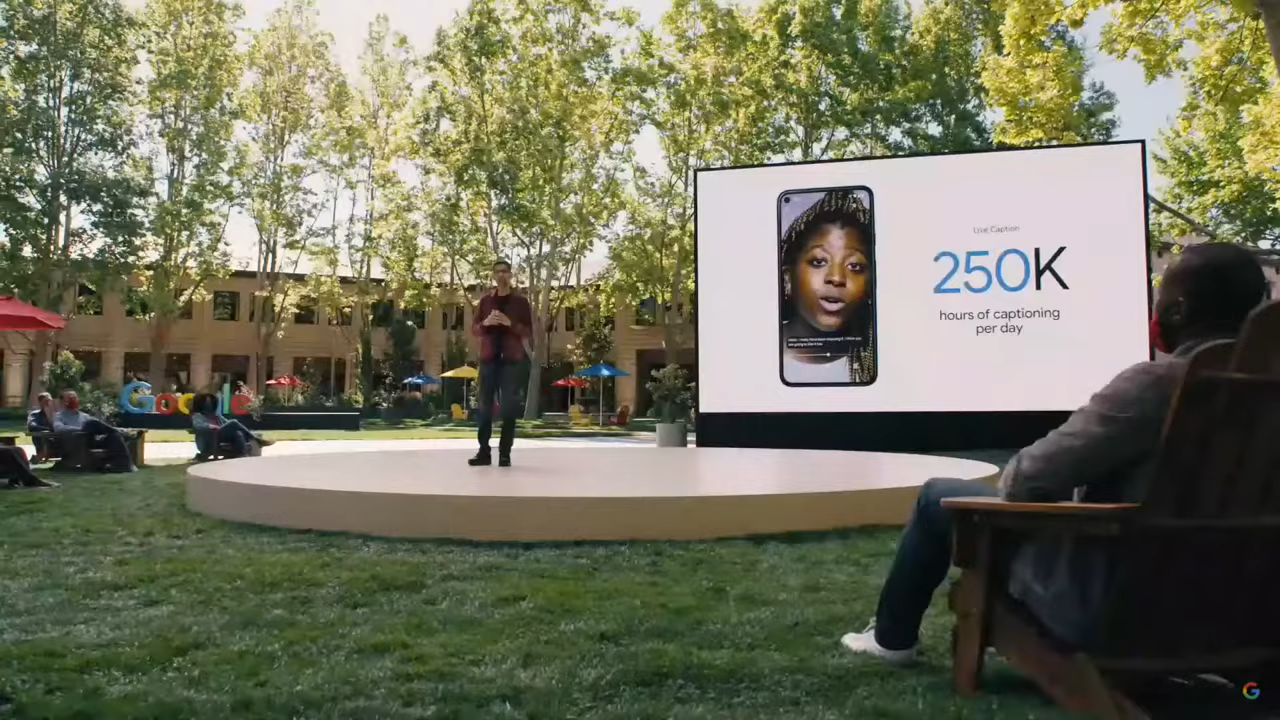 Google
Live Caption
250K
hours of captioning
per day